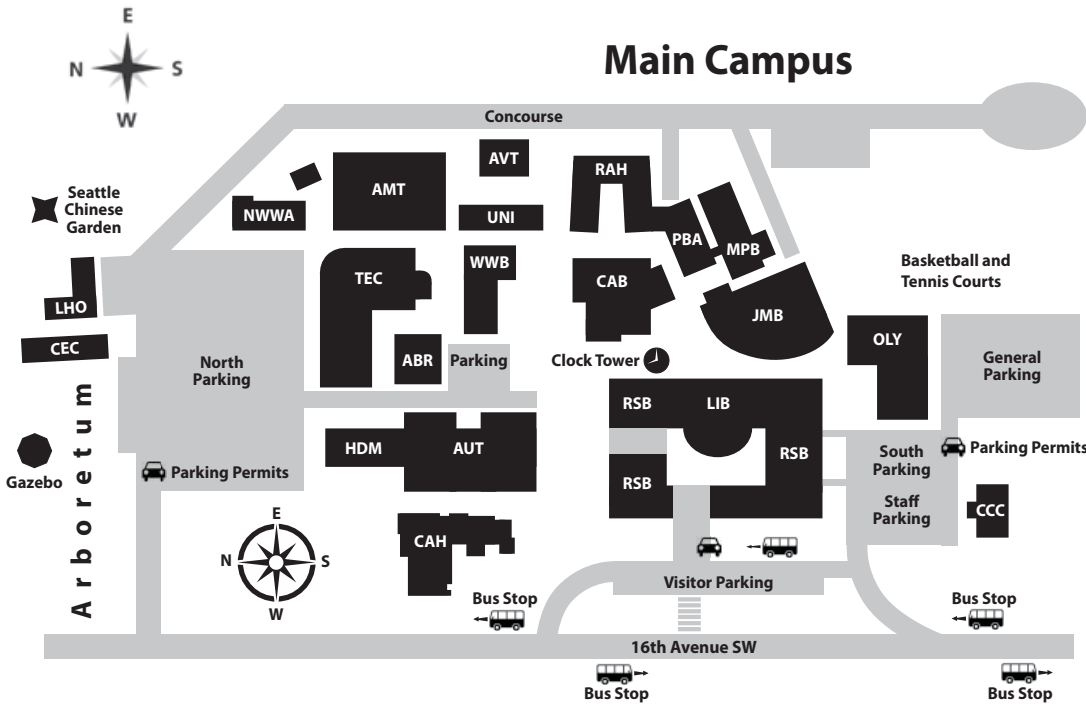 E
N
S
W
Main Campus
Concourse
AVT
RAH
AMT
Seattle
Chinese
Garden
NWWA
UNI
PBA
MPB
WWB
TEC
CAB
Basketball and
Tennis Courts
LHO
JMB
OLY
CEC
ABR
Parking
Clock Tower
North
Parking
General
Parking
RSB
LIB
HDM
AUT
RSB
South
Parking
Parking Permits
Arboretum
Gazebo
Parking Permits
RSB
Staff
Parking
CCC
E
N
S
W
CAH
Visitor Parking
Bus Stop
Bus Stop
16th Avenue SW
Bus Stop
Bus Stop